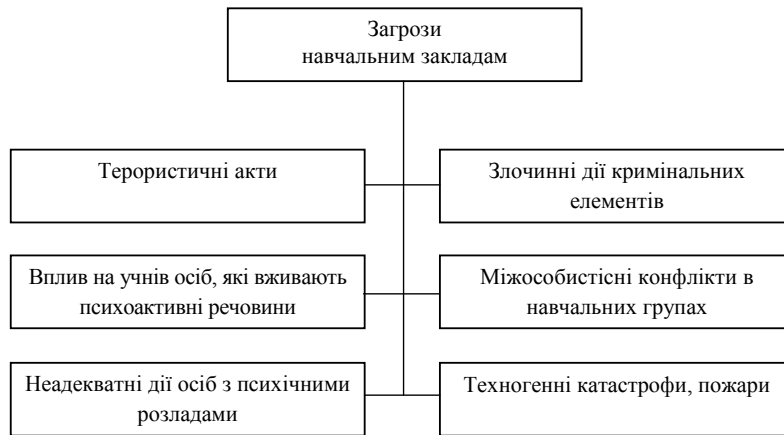 Загрози
навчальним закладам
Терористичні акти
Злочинні дії кримінальних
елементів
Вплив на учнів осіб, які вживають
психоактивні речовини
Міжособистісні конфлікти в
навчальних групах
Неадекватні дії осіб з психічними
розладами
Техногенні катастрофи, пожари